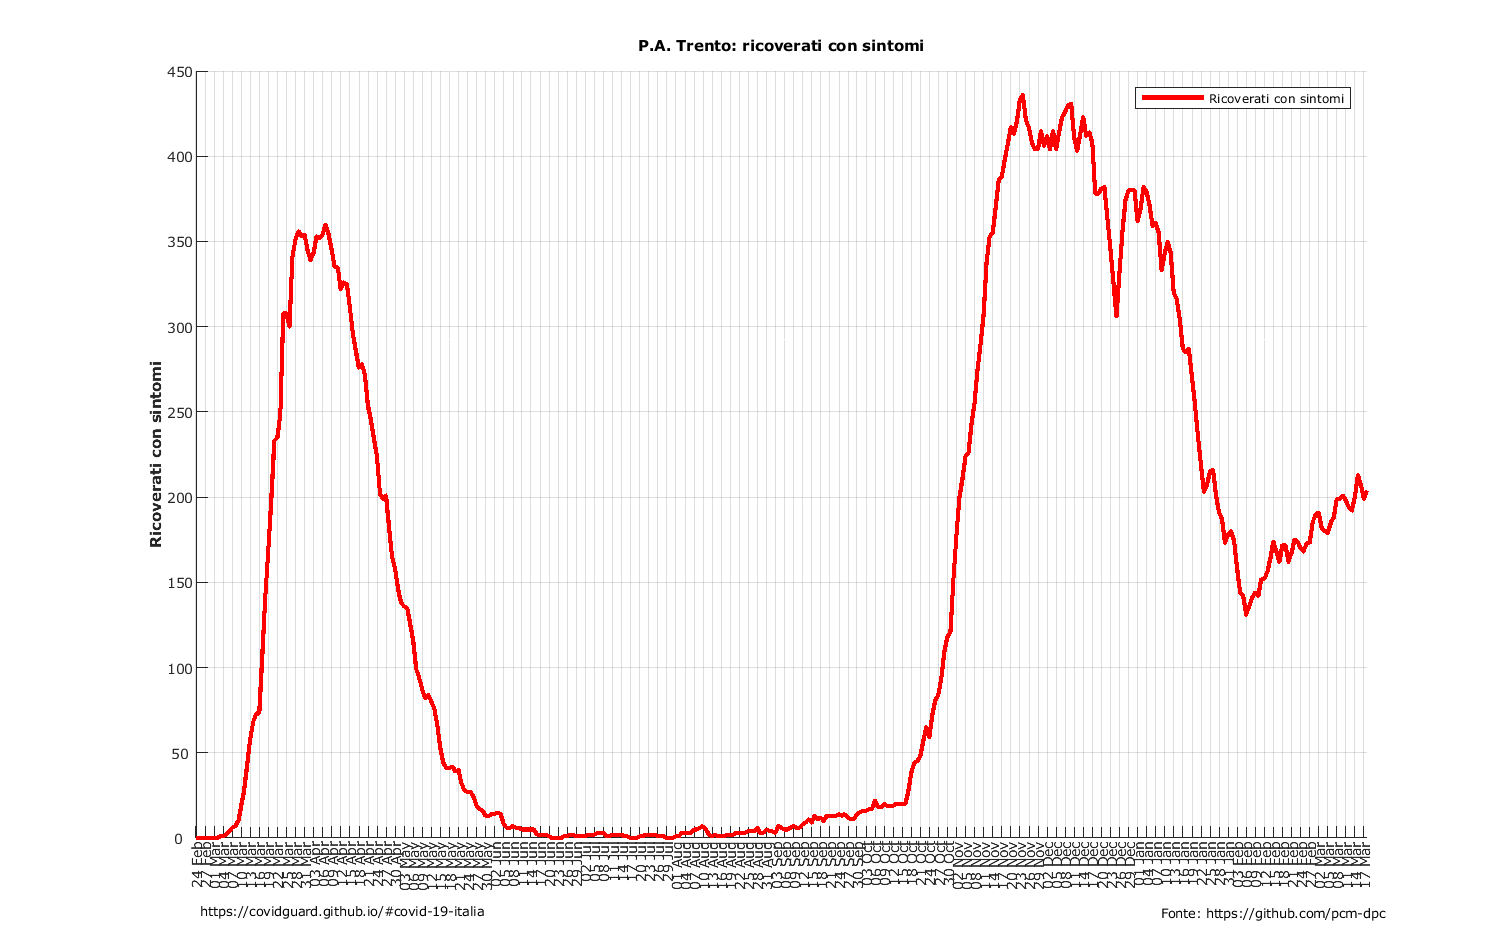 P.A. Trento: ricoverati con sintomi
Ricoverati con sintomi
450
400
350
300
250
200
150
100
50
0
Ricoverati con sintomi
24 Feb
27 Feb
01 Mar
04 Mar
07 Mar
10 Mar
13 Mar
16 Mar
19 Mar
22 Mar
25 Mar
28 Mar
31 Mar
03 Apr
06 Apr
09 Apr
12 Apr
15 Apr
18 Apr
21 Apr
24 Apr
27 Apr
30 Apr
03 May
06 May
09 May
12 May
15 May
18 May
21 May
24 May
27 May
30 May
02 Jun
05 Jun
08 Jun
11 Jun
14 Jun
17 Jun
20 Jun
23 Jun
26 Jun
29 Jun
02 Jul
05 Jul
08 Jul
11 Jul
14 Jul
17 Jul
20 Jul
23 Jul
26 Jul
29 Jul
01 Aug
04 Aug
07 Aug
10 Aug
13 Aug
16 Aug
19 Aug
22 Aug
25 Aug
28 Aug
31 Aug
03 Sep
06 Sep
09 Sep
12 Sep
15 Sep
18 Sep
21 Sep
24 Sep
27 Sep
30 Sep
03 Oct
06 Oct
09 Oct
12 Oct
15 Oct
18 Oct
21 Oct
24 Oct
27 Oct
30 Oct
02 Nov
05 Nov
08 Nov
11 Nov
14 Nov
17 Nov
20 Nov
23 Nov
26 Nov
29 Nov
02 Dec
05 Dec
08 Dec
11 Dec
14 Dec
17 Dec
20 Dec
23 Dec
26 Dec
29 Dec
01 Jan
04 Jan
07 Jan
10 Jan
13 Jan
16 Jan
19 Jan
22 Jan
25 Jan
28 Jan
31 Jan
03 Feb
06 Feb
09 Feb
12 Feb
15 Feb
18 Feb
21 Feb
24 Feb
27 Feb
02 Mar
05 Mar
08 Mar
11 Mar
14 Mar
17 Mar
https://covidguard.github.io/#covid-19-italia
Fonte: https://github.com/pcm-dpc